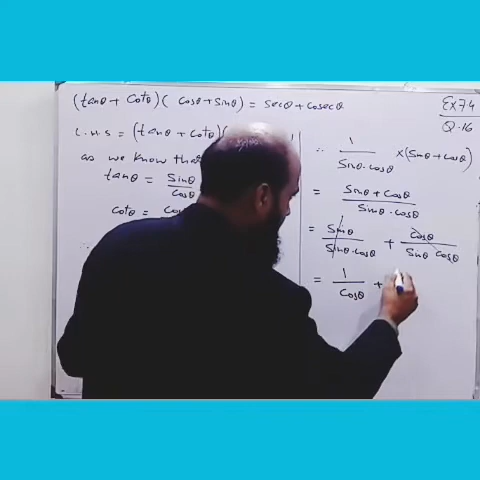 (tanθ + Cotθ)( Cosθ + Sinθ) = Secθ + Cosecθ
EX 7.4
Q.16
L.H.S = (tanθ + Cotθ)(
as we know that
tanθ = Sinθ / Cosθ
Cotθ =
∴ 1 / Sinθ.Cosθ × (Sinθ + Cosθ)
= Sinθ + Cosθ / Sinθ.Cosθ
= Sinθ / Sinθ.Cosθ + Cosθ / Sinθ Cosθ
= 1 / Cosθ +